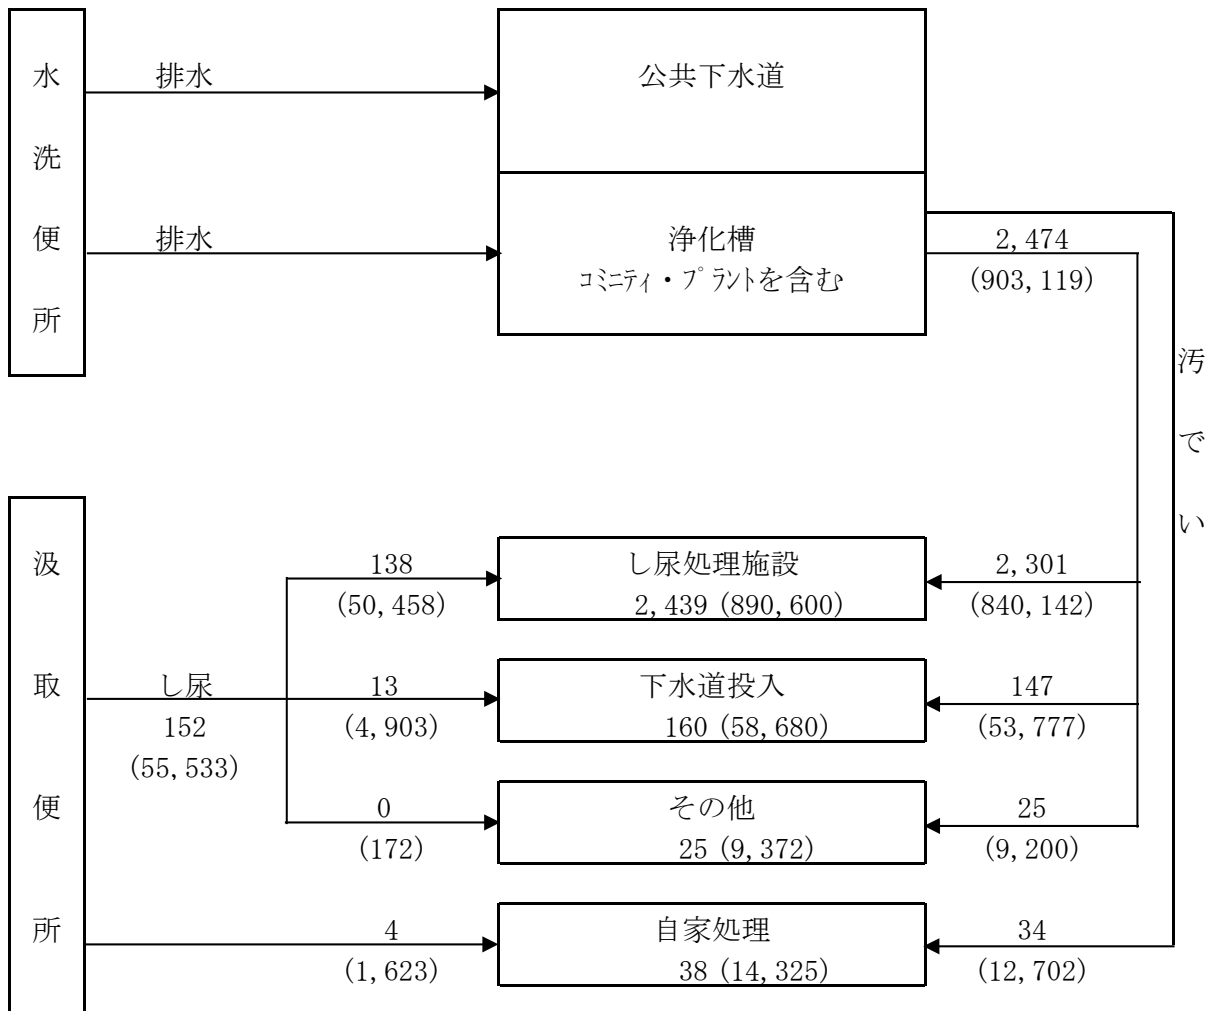 水洗便所
排水
公共下水道
排水
浄化槽
コミニティ・プラントを含む
2,474
(903,119)
汚でい
汲取便所
138
(50,458)
し尿処理施設
2,439 (890,600)
2,301
(840,142)
し尿
152
(55,533)
13
(4,903)
下水道投入
160 (58,680)
147
(53,777)
0
(172)
その他
25 (9,372)
25
(9,200)
4
(1,623)
自家処理
38 (14,325)
34
(12,702)